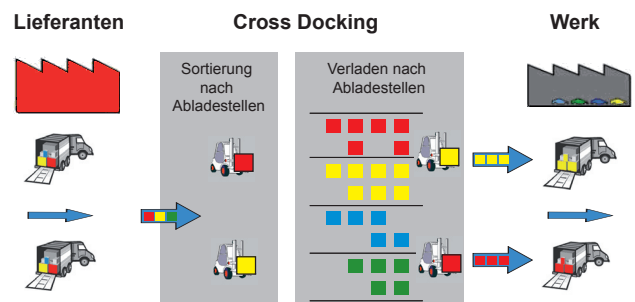 Lieferanten
Cross Docking
Werk
Sortierung
nach
Abladestellen
Verladen nach
Abladestellen